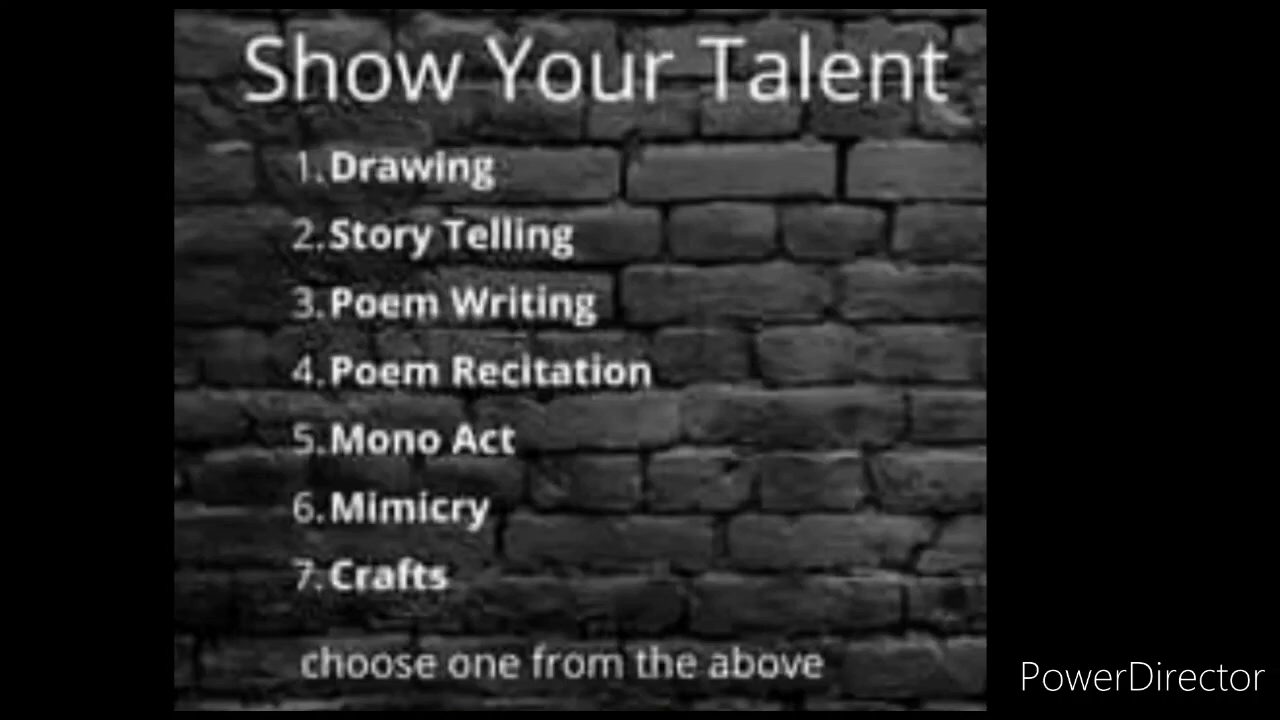 Show Your Talent
1. Drawing
2. Story Telling
3. Poem Writing
4. Poem Recitation
5. Mono Act
6. Mimicry
7. Crafts
choose one from the above
PowerDirector